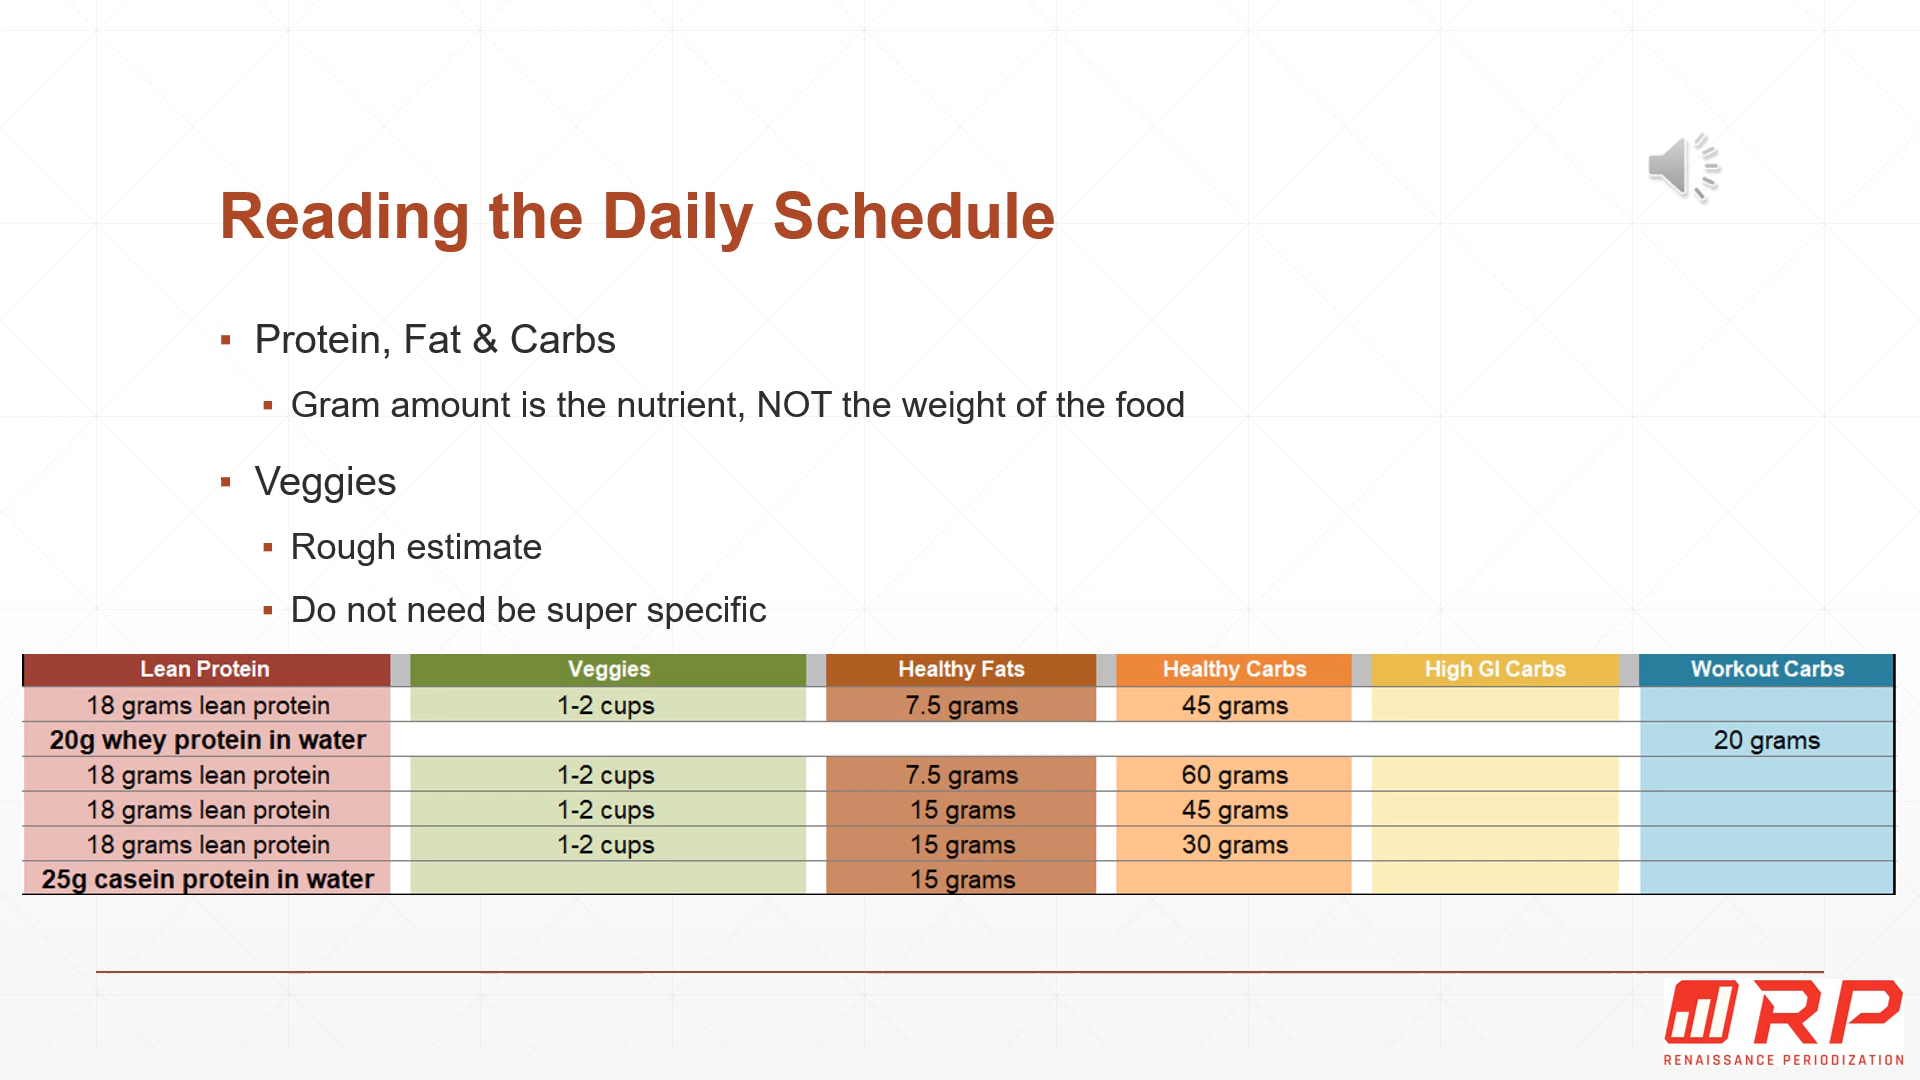 Reading the Daily Schedule
Protein, Fat & Carbs
Gram amount is the nutrient, NOT the weight of the food
Veggies
Rough estimate
Do not need be super specific
Lean Protein Veggies Healthy Fats Healthy Carbs High GI Carbs Workout Carbs
18 grams lean protein 1-2 cups 7.5 grams 45 grams
20g whey protein in water 20 grams
18 grams lean protein 1-2 cups 7.5 grams 60 grams
18 grams lean protein 1-2 cups 15 grams 45 grams
18 grams lean protein 1-2 cups 15 grams 30 grams
25g casein protein in water 15 grams
RP
RENAISSANCE PERIODIZATION